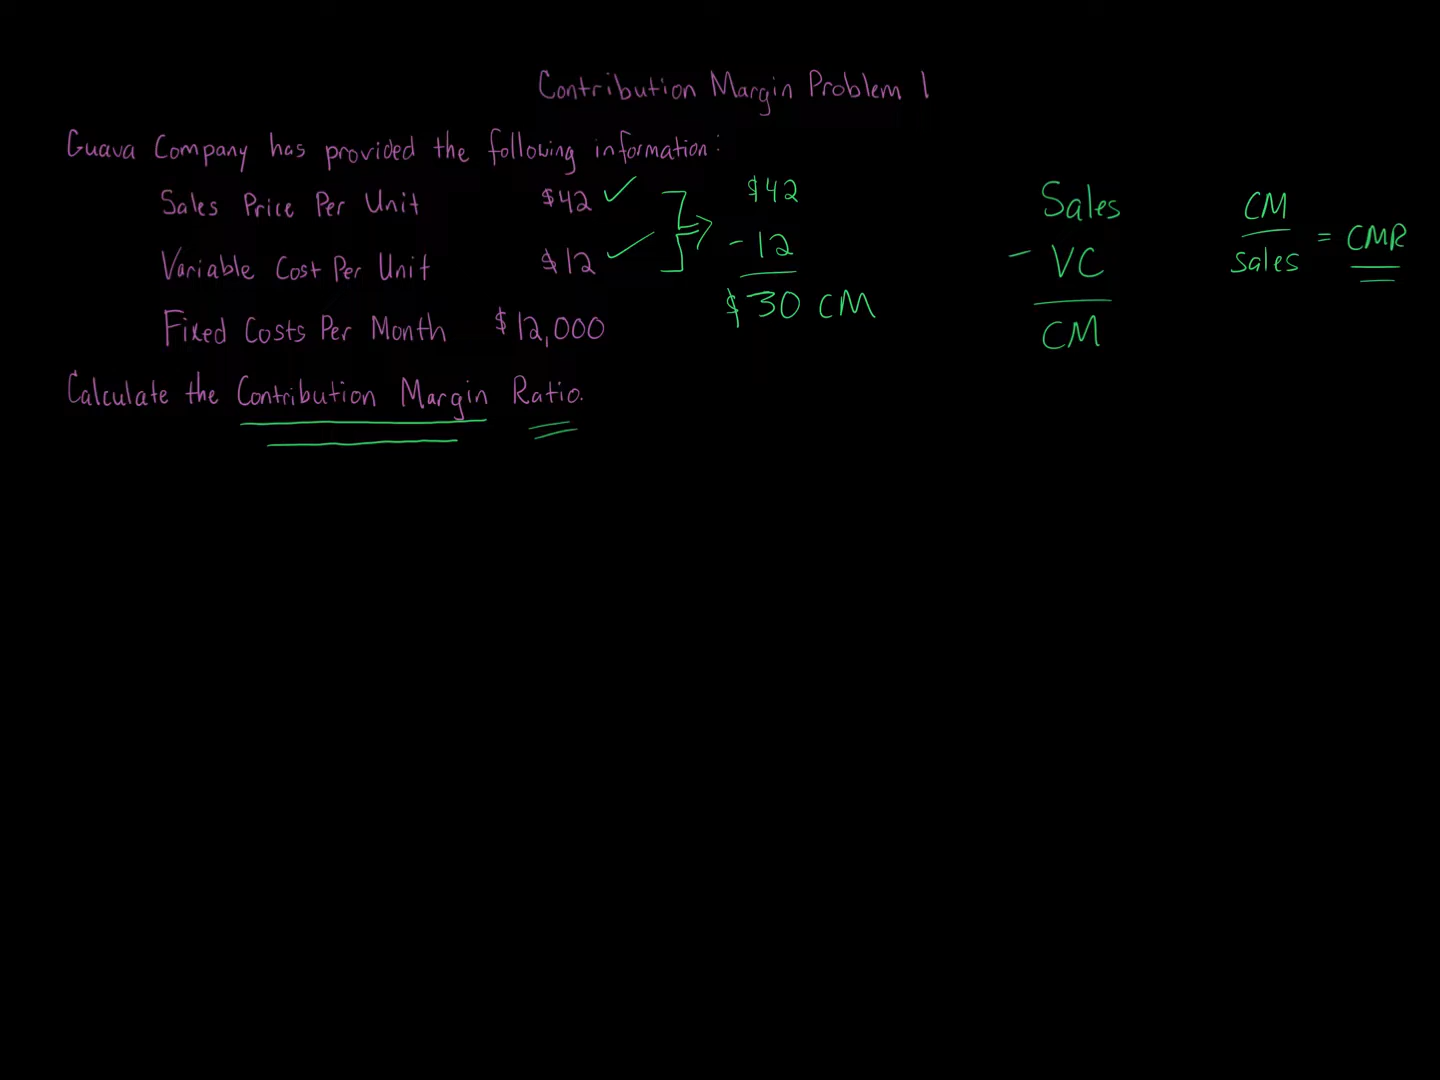 Contribution Margin Problem 1
Guava Company has provided the following information:
Sales Price Per Unit $42 ✓
Variable Cost Per Unit $12 ✓
Fixed Costs Per Month $12,000
Calculate the Contribution Margin Ratio.
$42
- 12
$30 CM
Sales
- VC
CM
CM
sales
= CMR